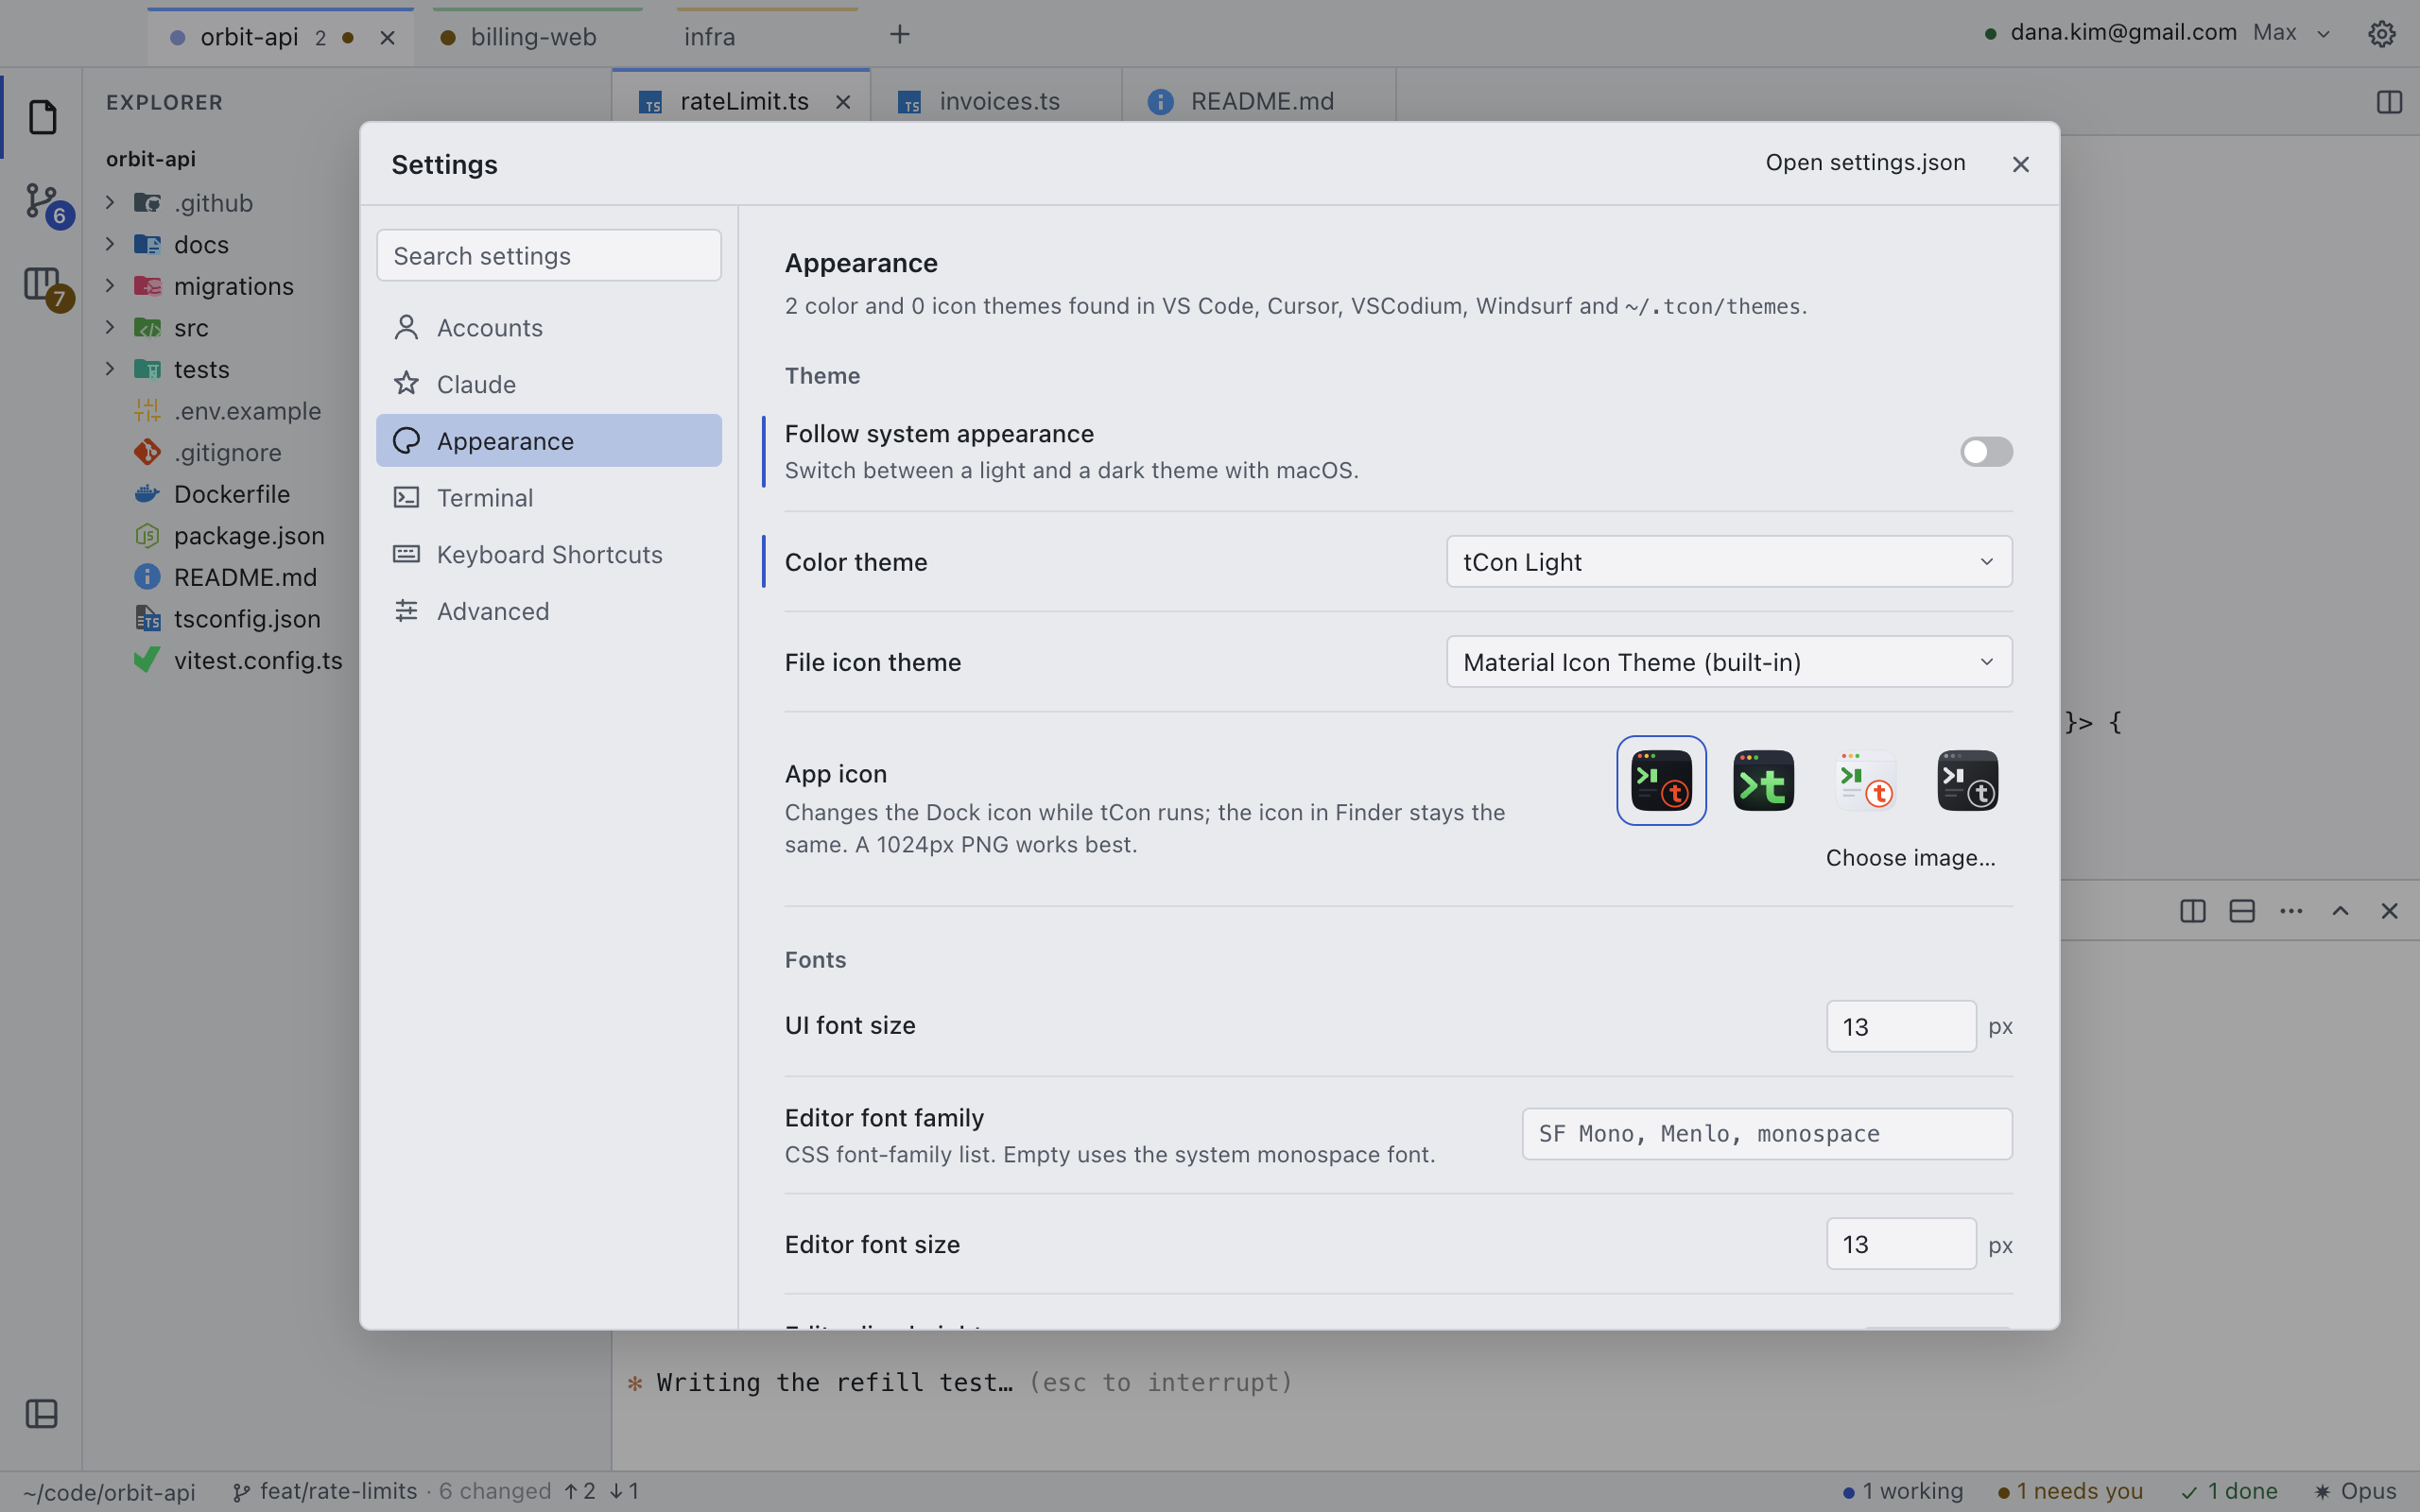 orbit-api 2
billing-web
infra
dana.kim@gmail.com Max
EXPLORER
rateLimit.ts
invoices.ts
README.md
orbit-api
.github
docs
migrations
src
tests
.env.example
.gitignore
Dockerfile
package.json
README.md
tsconfig.json
vitest.config.ts
6
7
Settings
Open settings.json
Search settings
Accounts
Claude
Appearance
Terminal
Keyboard Shortcuts
Advanced
Appearance
2 color and 0 icon themes found in VS Code, Cursor, VSCodium, Windsurf and ~/.tcon/themes.
Theme
Follow system appearance
Switch between a light and a dark theme with macOS.
Color theme
tCon Light
File icon theme
Material Icon Theme (built-in)
App icon
Changes the Dock icon while tCon runs; the icon in Finder stays the
same. A 1024px PNG works best.
Choose image...
Fonts
UI font size
13 px
Editor font family
CSS font-family list. Empty uses the system monospace font.
SF Mono, Menlo, monospace
Editor font size
13 px
}> {
✻ Writing the refill test… (esc to interrupt)
~/code/orbit-api
feat/rate-limits · 6 changed ↑2 ↓1
1 working
1 needs you
✓ 1 done
Opus